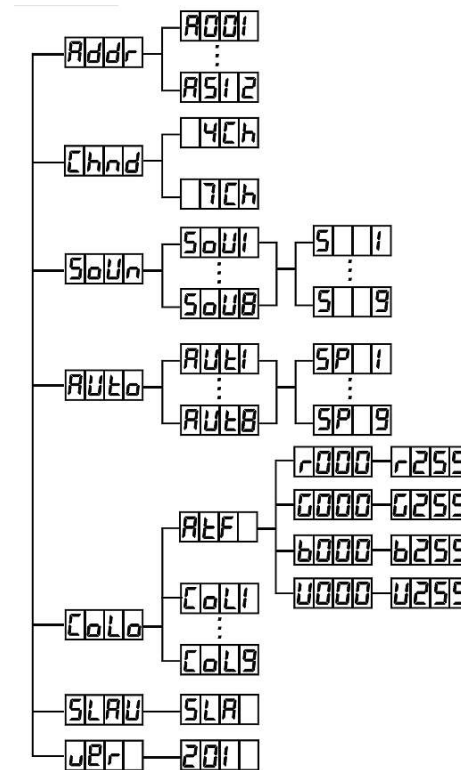 A001
Addr
A512
4Ch
Chnd
7Ch
SoU1 S 1
SoUn
SoU8 S 9
AUt1 SP 1
AUto
AUt8 SP 9
r000 r255
G000 G255
AtF
b000 b255
U000 U255
CoL1
CoLo
CoL9
SLAU SLA
uer 201